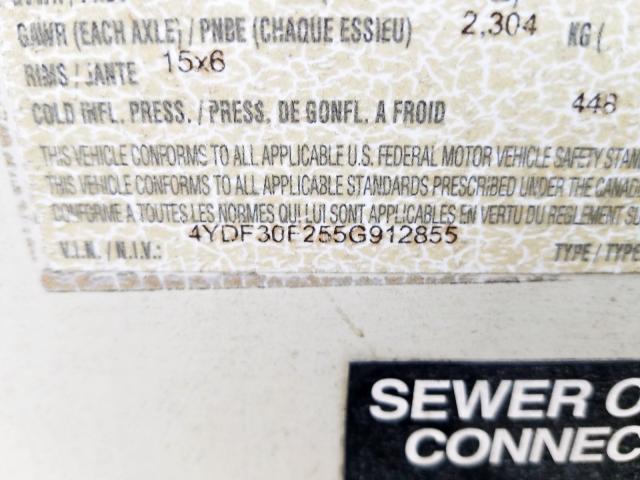 GAWR (EACH AXLE) / PNBE (CHAQUE ESSIEU) 2,304 KG (
RIMS / JANTE 15x6
COLD INFL. PRESS. / PRESS. DE GONFL. A FROID 448
THIS VEHICLE CONFORMS TO ALL APPLICABLE U.S. FEDERAL MOTOR VEHICLE SAFETY STAN
THIS VEHICLE CONFORMS TO ALL APPLICABLE STANDARDS PRESCRIBED UNDER THE CANA
CONFORME A TOUTES LES NORMES QUI LUI SONT APPLICABLES EN VERTU DU REGLEMENT S
V.I.N. / N.I.V.: 4YDF30F255G912855 TYPE / TYPE
SEWER C
CONNEC